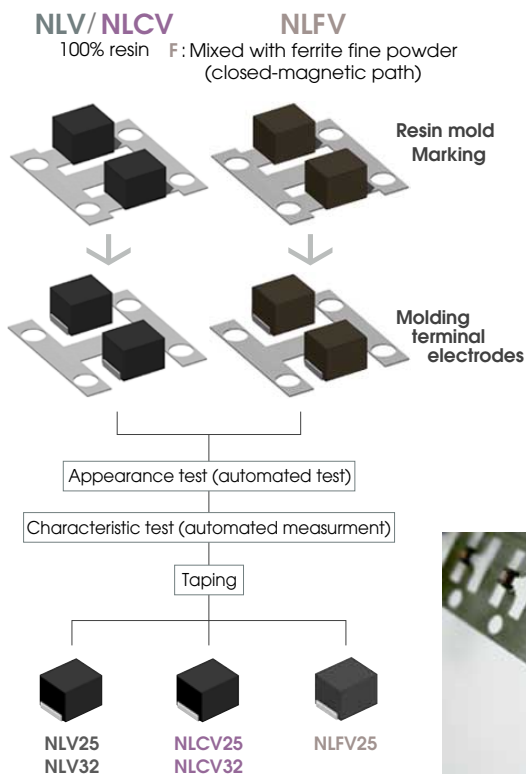 NLV/NLCV
100% resin
NLFV
F: Mixed with ferrite fine powder
(closed-magnetic path)
Resin mold
Marking
Molding
terminal
electrodes
Appearance test (automated test)
Characteristic test (automated measurment)
Taping
NLV25
NLV32
NLCV25
NLCV32
NLFV25